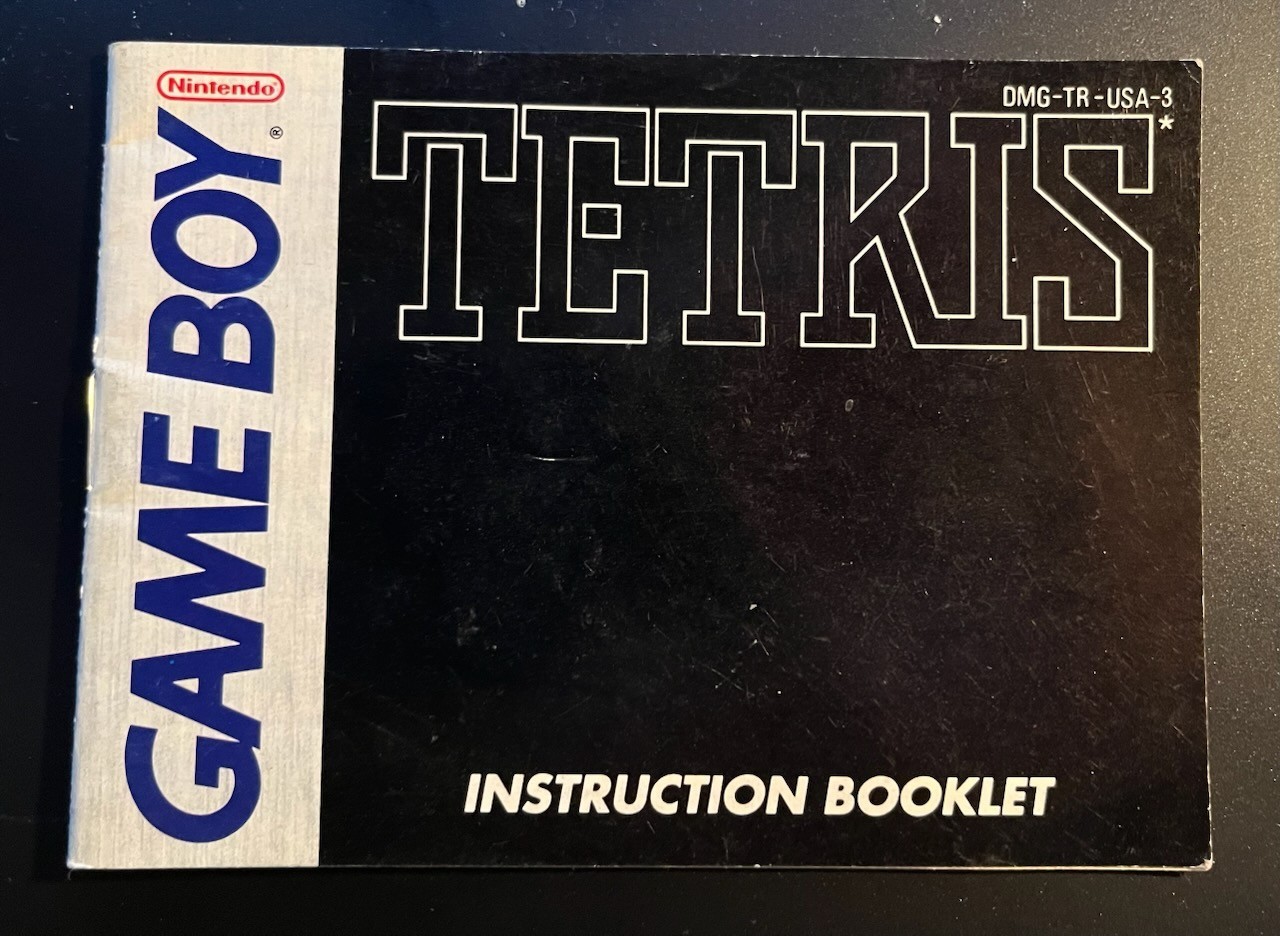 Nintendo®
GAME BOY®
DMG-TR-USA-3
TETRIS*
INSTRUCTION BOOKLET